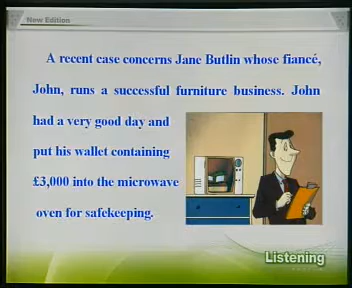 New Edition
A recent case concerns Jane Butlin whose fiancé,
John, runs a successful furniture business. John
had a very good day and
put his wallet containing
£3,000 into the microwave
oven for safekeeping.
Listening